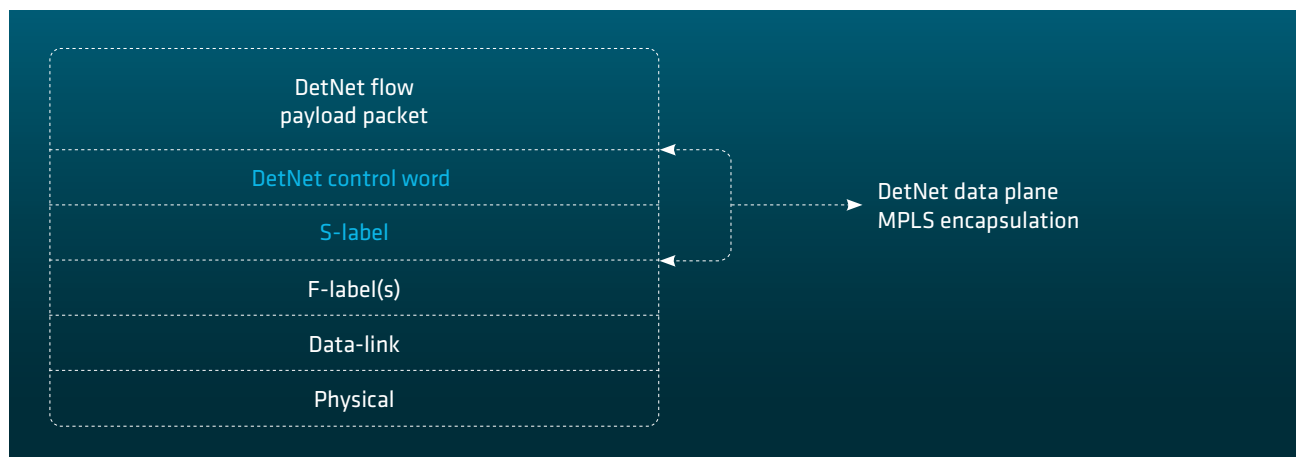 DetNet flow
payload packet
DetNet control word
S-label
F-label(s)
Data-link
Physical
DetNet data plane
MPLS encapsulation